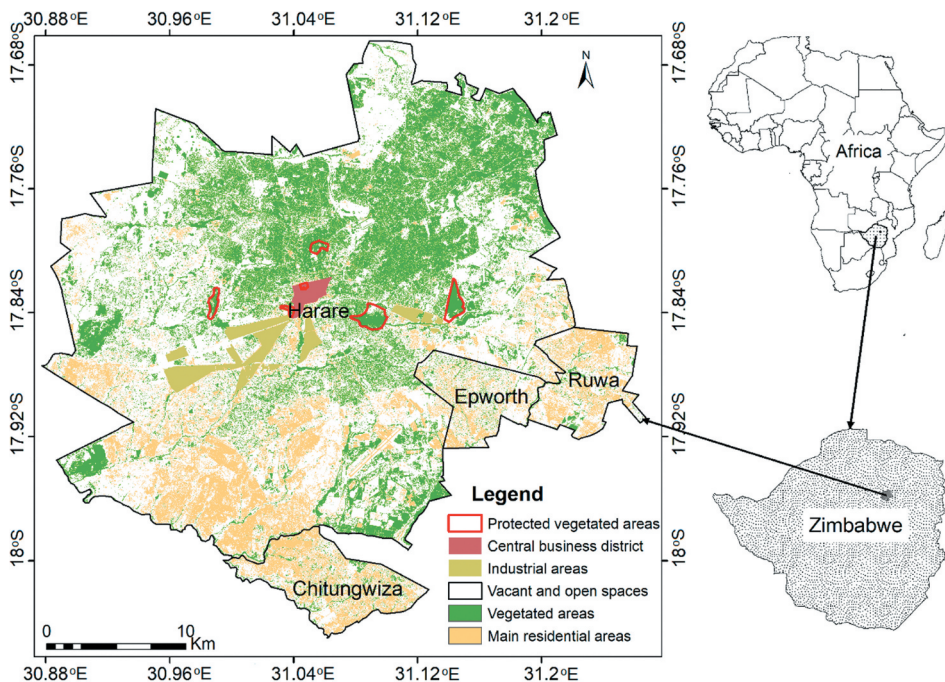 30.88°E 30.96°E 31.04°E 31.12°E 31.2°E
17.68°S 17.76°S 17.84°S 17.92°S 18°S
N
Harare
Epworth
Ruwa
Chitungwiza
Legend
Protected vegetated areas
Central business district
Industrial areas
Vacant and open spaces
Vegetated areas
Main residential areas
0 10
Km
30.88°E 30.96°E 31.04°E 31.12°E 31.2°E
17.68°S 17.76°S 17.84°S 17.92°S 18°S
Africa
Zimbabwe